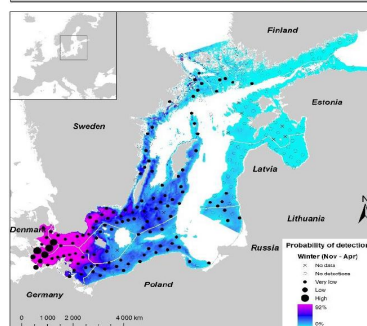 Finland
Estonia
Sweden
Latvia
Denmark
Lithuania
Russia
Poland
Germany
N
Probability of detection
Winter (Nov - Apr)
No data
No detections
Very low
Low
High
92%
0%
0 1 000 2 000 4 000 km